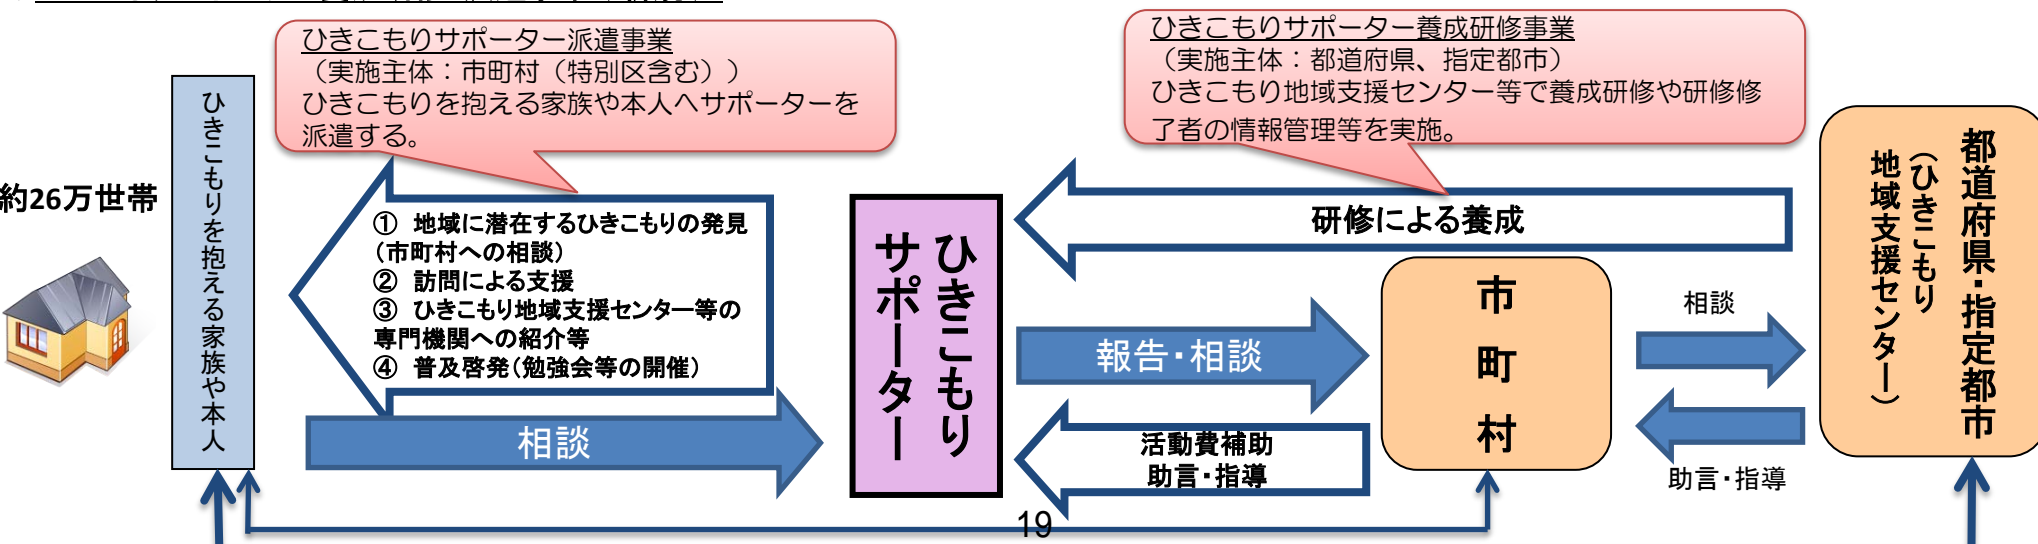 ひきこもりサポーター派遣事業
（実施主体：市町村（特別区含む））
ひきこもりを抱える家族や本人へサポーターを
派遣する。
ひきこもりサポーター養成研修事業
（実施主体：都道府県、指定都市）
ひきこもり地域支援センター等で養成研修や研修修
了者の情報管理等を実施。
約26万世帯
ひきこもりを抱える家族や本人
① 地域に潜在するひきこもりの発見
（市町村への相談）
② 訪問による支援
③ ひきこもり地域支援センター等の
専門機関への紹介等
④ 普及啓発（勉強会等の開催）
相談
ひきこもり
サポーター
研修による養成
報告・相談
活動費補助
助言・指導
市町村
相談
助言・指導
都道府県・指定都市
（ひきこもり
地域支援センター）
19